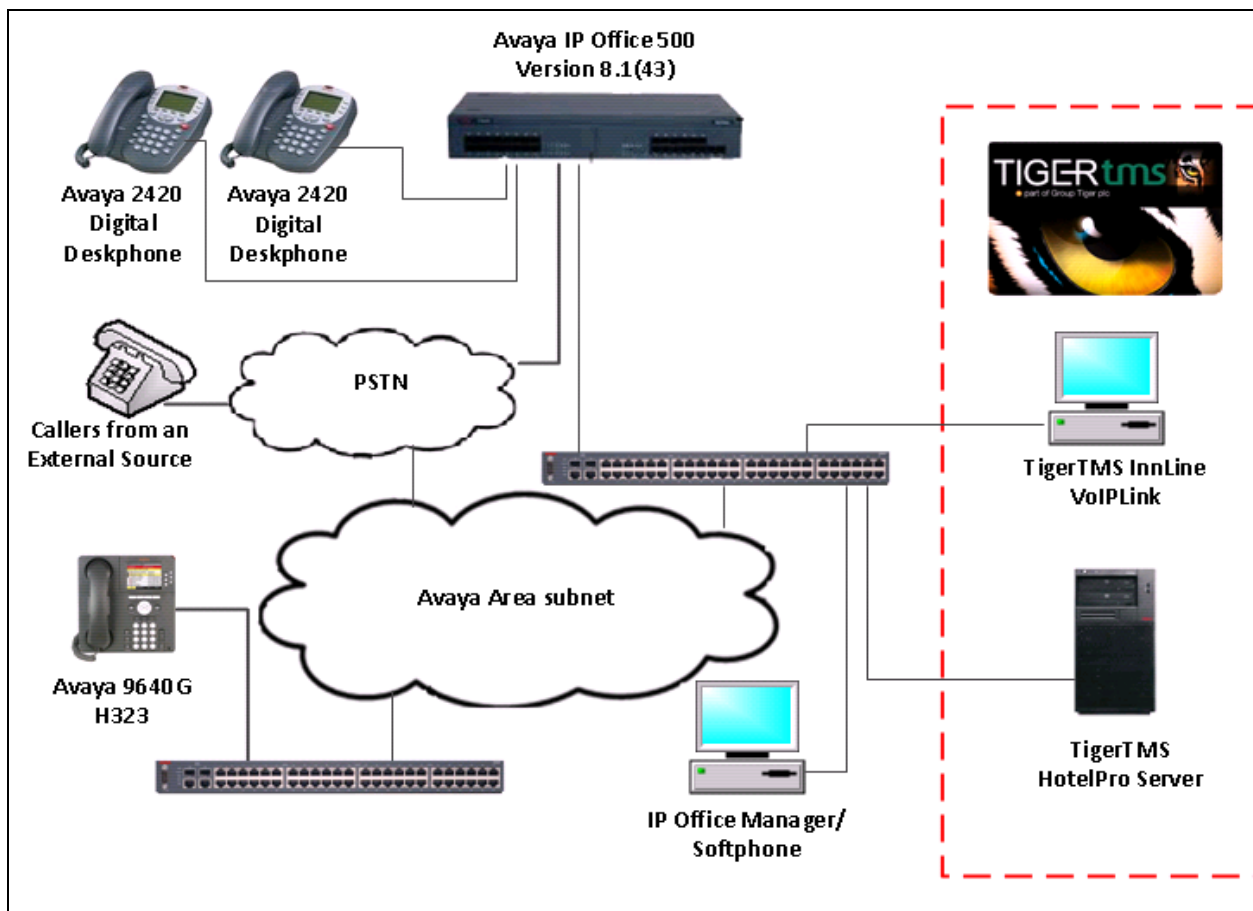 Avaya IP Office 500
Version 8.1(43)
Avaya 2420
Digital
Deskphone
Avaya 2420
Digital
Deskphone
TIGERtms
part of Group Tiger plc
PSTN
Callers from an
External Source
TigerTMS InnLine
VoIPLink
Avaya Area subnet
Avaya 9640G
H323
TigerTMS
HotelPro Server
IP Office Manager/
Softphone